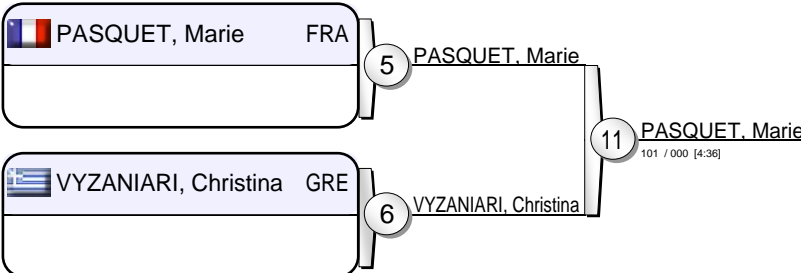 PASQUET, Marie FRA
5 PASQUET, Marie
11 PASQUET, Marie
101 / 000 [4:36]
VYZANIARI, Christina GRE
6 VYZANIARI, Christina